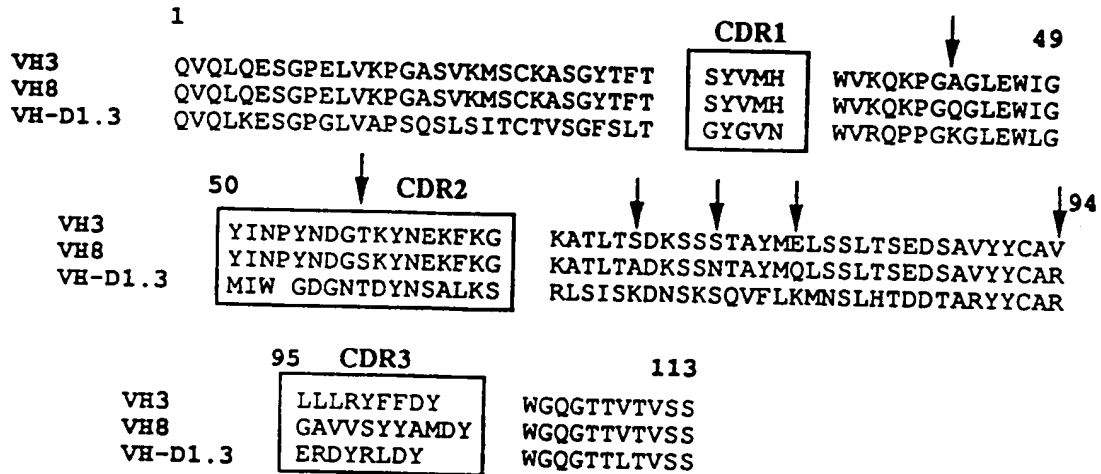 1 CDR1 49
VH3 QVQLQESGPELVKPGASVKMSCKASGYTFT SYVMH WVKQKPGAGLEWIG
VH8 QVQLQESGPELVKPGASVKMSCKASGYTFT SYVMH WVKQKPGQGLEWIG
VH-D1.3 QVQLKESGPGLVAPSQSLSITCTVSGFSLT GYGVN WVRQPPGKGLEWLG
50 CDR2 94
VH3 YINPYNDGTKYNEKFKG KATLTSDKSSSTAYMELSSLTSEDSAVYYCAV
VH8 YINPYNDGSKYNEKFKG KATLTADKSSNTAYMQLSSLTSEDSAVYYCAR
VH-D1.3 MIW GDGNTDYNSALKS RLSISKDNSKSQVFLKMNSLHTDDTARYYCAR
95 CDR3 113
VH3 LLLRYFFDY WGQGTTVTVSS
VH8 GAVVSYYAMDY WGQGTTVTVSS
VH-D1.3 ERDYRLDY WGQGTTLTVSS